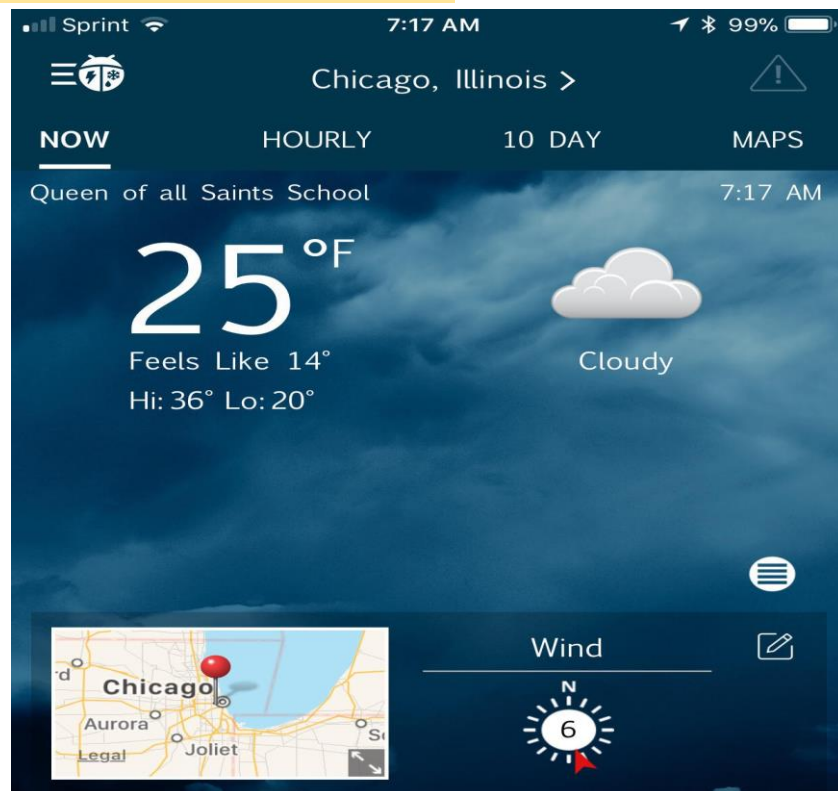 Sprint 7:17 AM 99%
Chicago, Illinois >
NOW HOURLY 10 DAY MAPS
Queen of all Saints School 7:17 AM
25°F
Feels Like 14° Cloudy
Hi: 36° Lo: 20°
Wind
N
6
Chicago
Aurora
Joliet
Legal